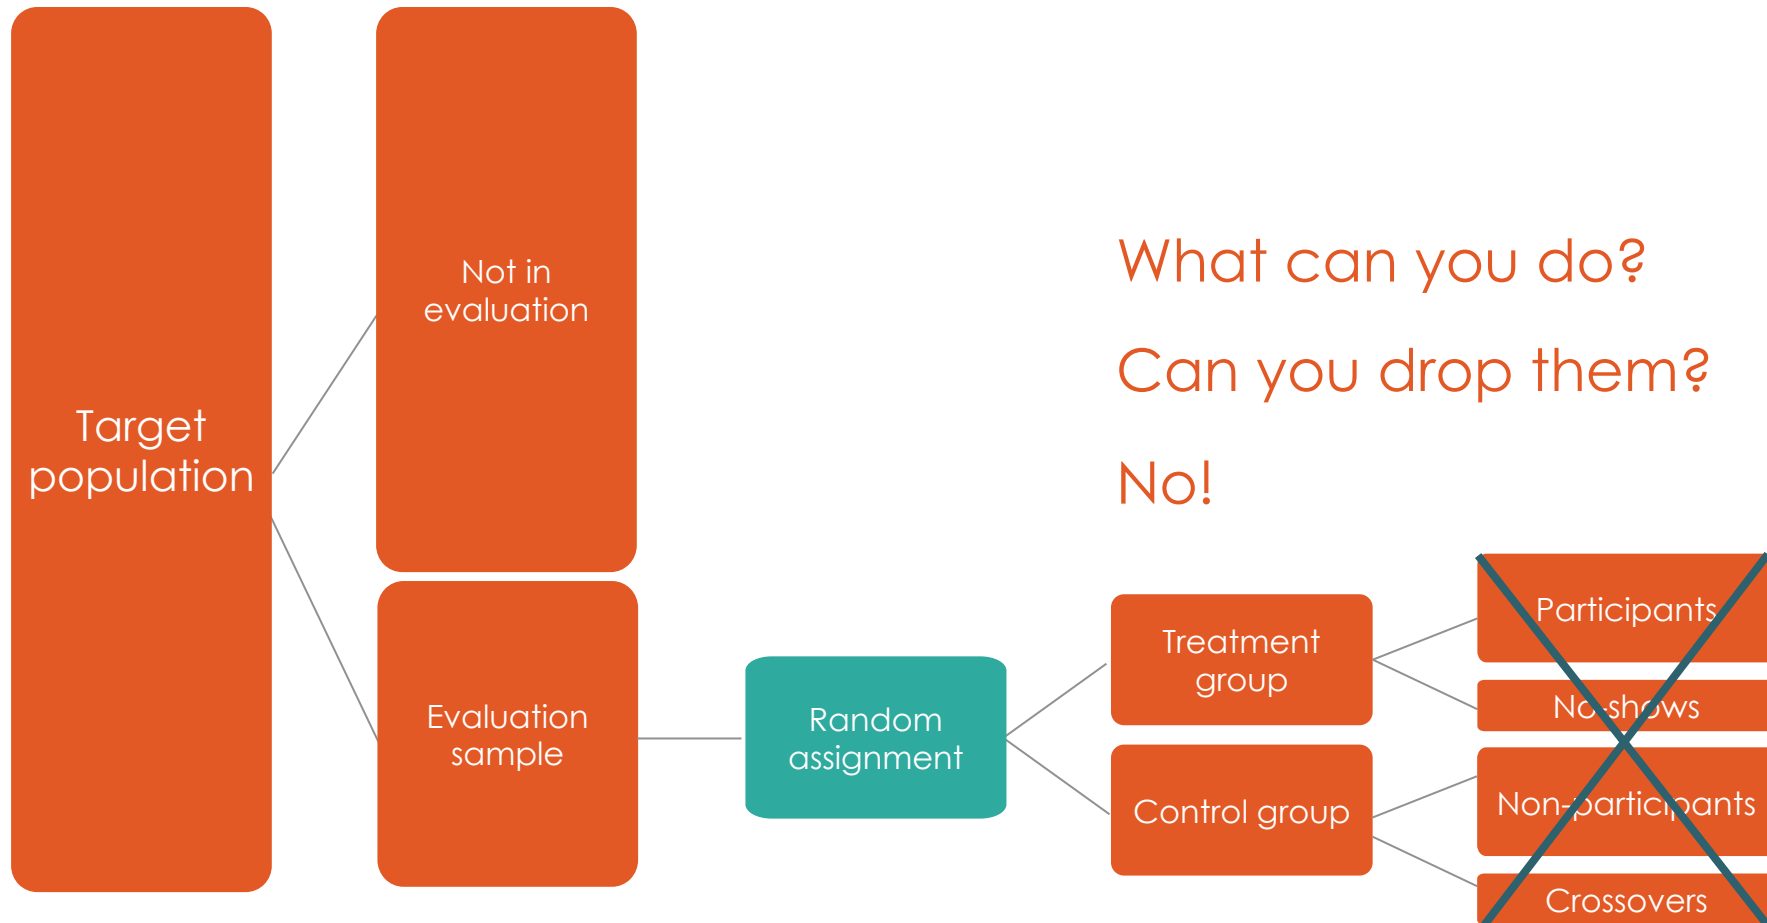 Target
population
Not in
evaluation
Evaluation
sample
Random
assignment
What can you do?
Can you drop them?
No!
Treatment
group
Control group
Participants
No-shows
Non-participants
Crossovers